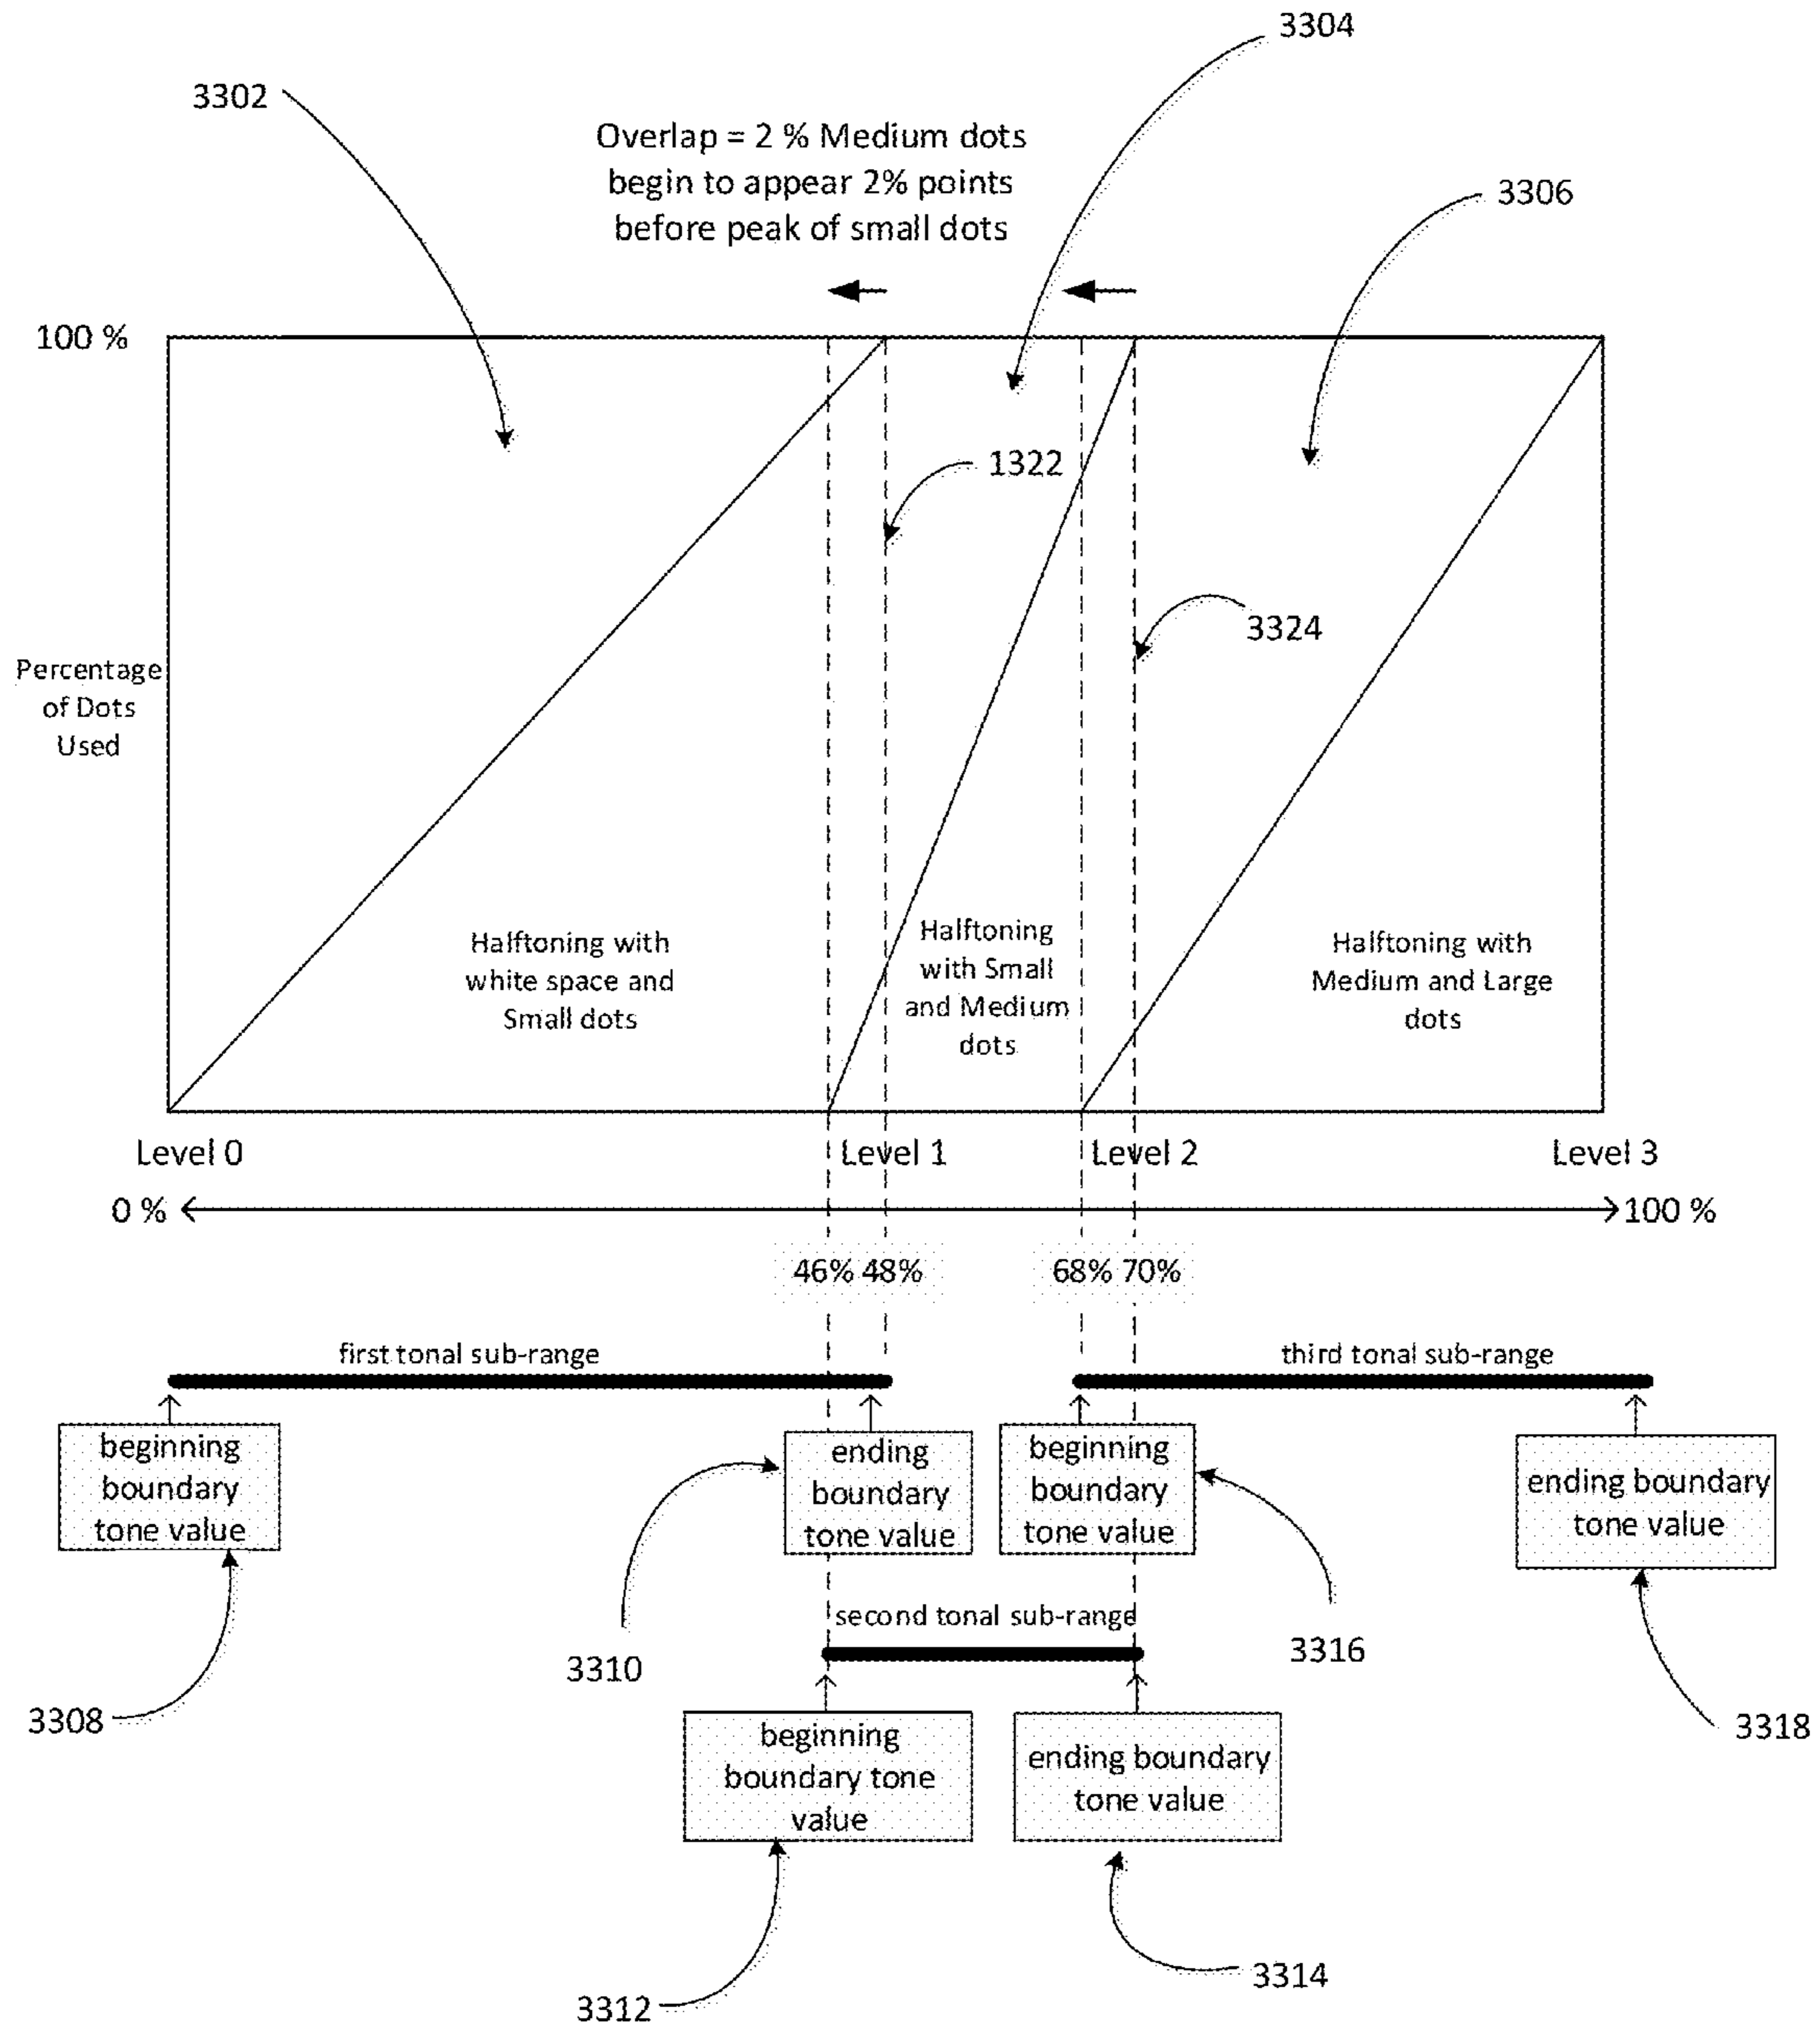 3304
3302
Overlap = 2 % Medium dots
begin to appear 2% points
before peak of small dots
3306
100 %
1322
3324
Percentage
of Dots
Used
Halftoning with
white space and
Small dots
Halftoning
with Small
and Medium
dots
Halftoning with
Medium and Large
dots
Level 0
Level 1
Level 2
Level 3
0 %
100 %
46% 48%
68% 70%
first tonal sub-range
third tonal sub-range
beginning
boundary
tone value
ending
boundary
tone value
beginning
boundary
tone value
ending boundary
tone value
second tonal sub-range
3310
3316
3308
3318
beginning
boundary tone
value
ending boundary
tone value
3314
3312